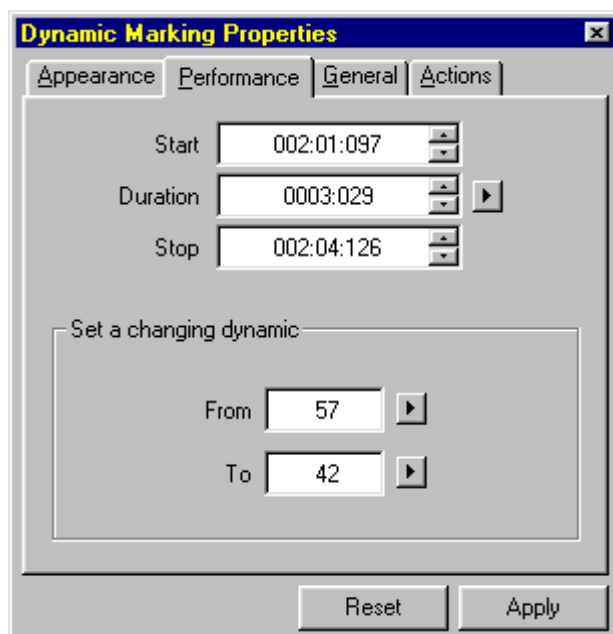 Dynamic Marking Properties
Appearance Performance General Actions
Start 002:01:097
Duration 0003:029
Stop 002:04:126
Set a changing dynamic
From 57
To 42
Reset Apply